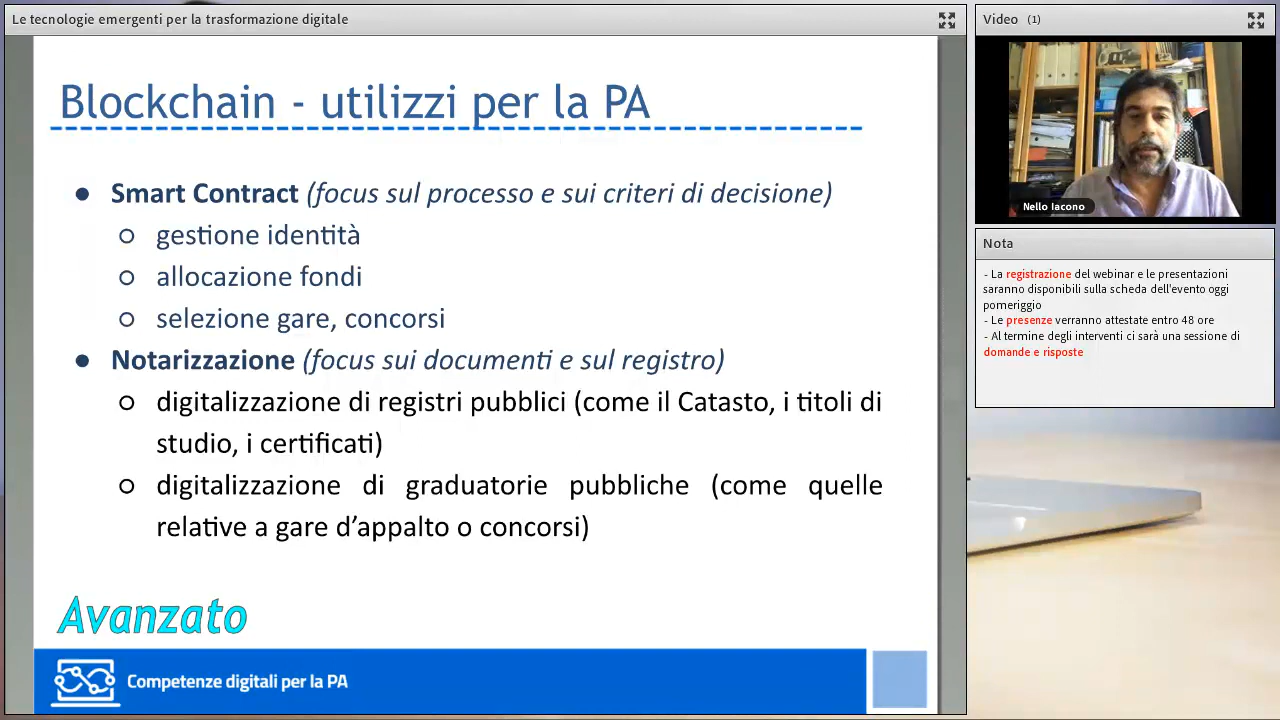 Le tecnologie emergenti per la trasformazione digitale
Blockchain - utilizzi per la PA
● Smart Contract (focus sul processo e sui criteri di decisione)
○ gestione identità
○ allocazione fondi
○ selezione gare, concorsi
● Notarizzazione (focus sui documenti e sul registro)
○ digitalizzazione di registri pubblici (come il Catasto, i titoli di
studio, i certificati)
○ digitalizzazione di graduatorie pubbliche (come quelle
relative a gare d’appalto o concorsi)
Avanzato
Competenze digitali per la PA
Video (1)
Nello Iacono
Nota
- La registrazione del webinar e le presentazioni
saranno disponibili sulla scheda dell'evento oggi
pomeriggio
- Le presenze verranno attestate entro 48 ore
- Al termine degli interventi ci sarà una sessione di
domande e risposte